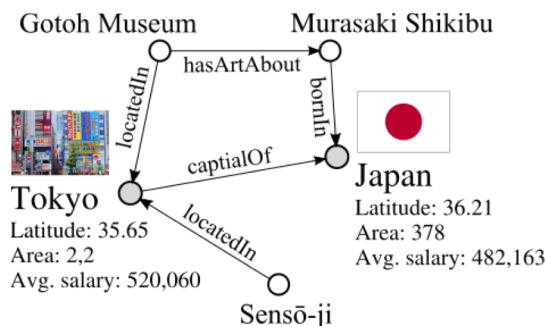 Gotoh Museum
Murasaki Shikibu
hasArtAbout
locatedIn
bornIn
captialOf
Tokyo
Latitude: 35.65
Area: 2,2
Avg. salary: 520,060
Japan
Latitude: 36.21
Area: 378
Avg. salary: 482,163
locatedIn
Sensō-ji